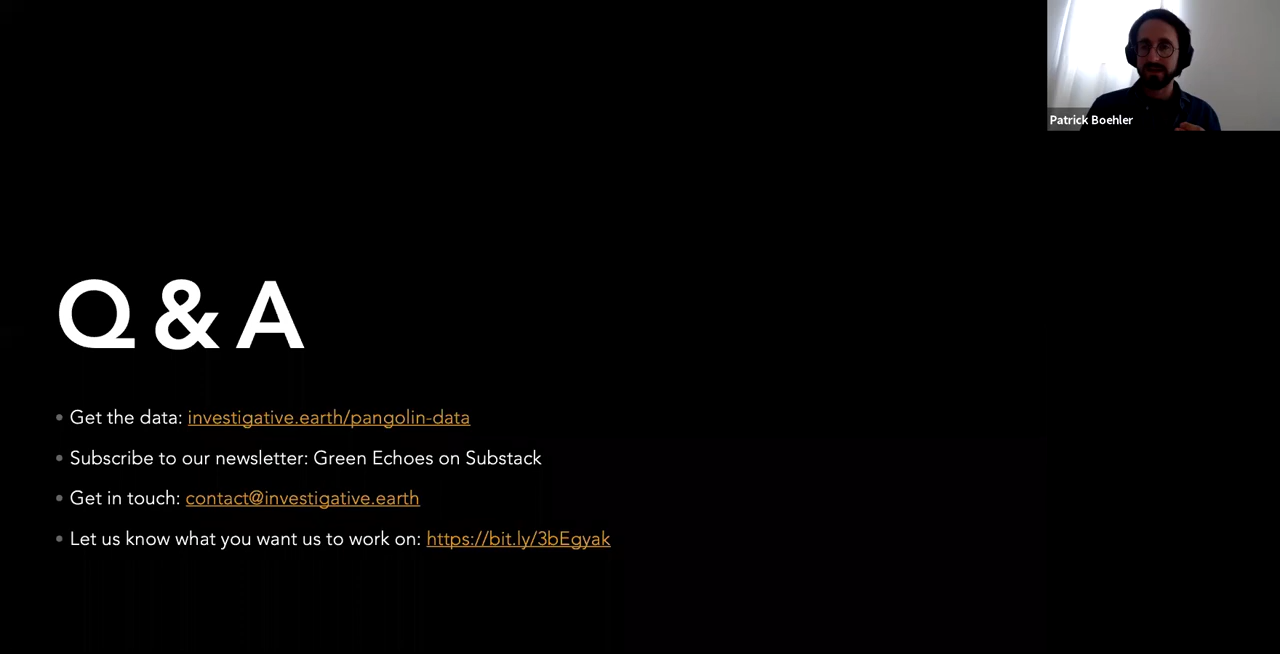 Patrick Boehler
Q & A
• Get the data: investigative.earth/pangolin-data
• Subscribe to our newsletter: Green Echoes on Substack
• Get in touch: contact@investigative.earth
• Let us know what you want us to work on: https://bit.ly/3bEgyak